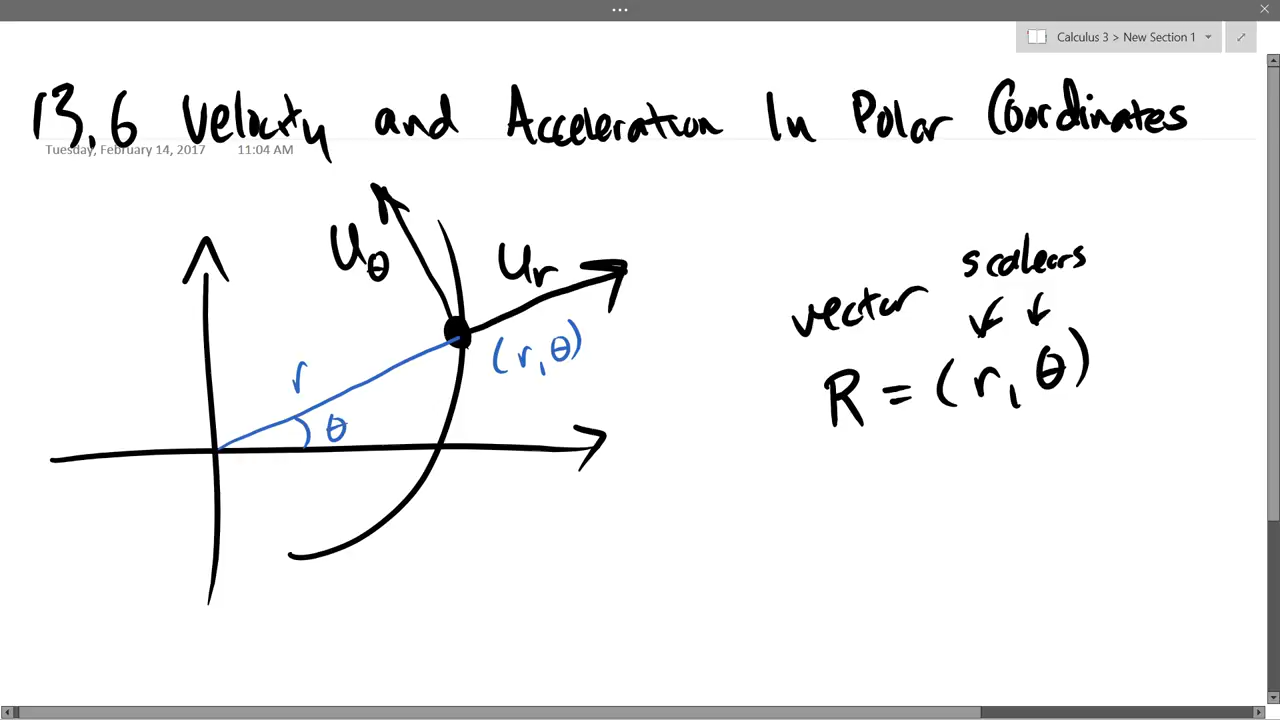 Calculus 3 > New Section 1
13.6 Velocity and Acceleration In Polar Coordinates
Tuesday, February 14, 2017 11:04 AM
uθ
ur
scalears
vector
(r, θ)
r
θ
R = (r, θ)